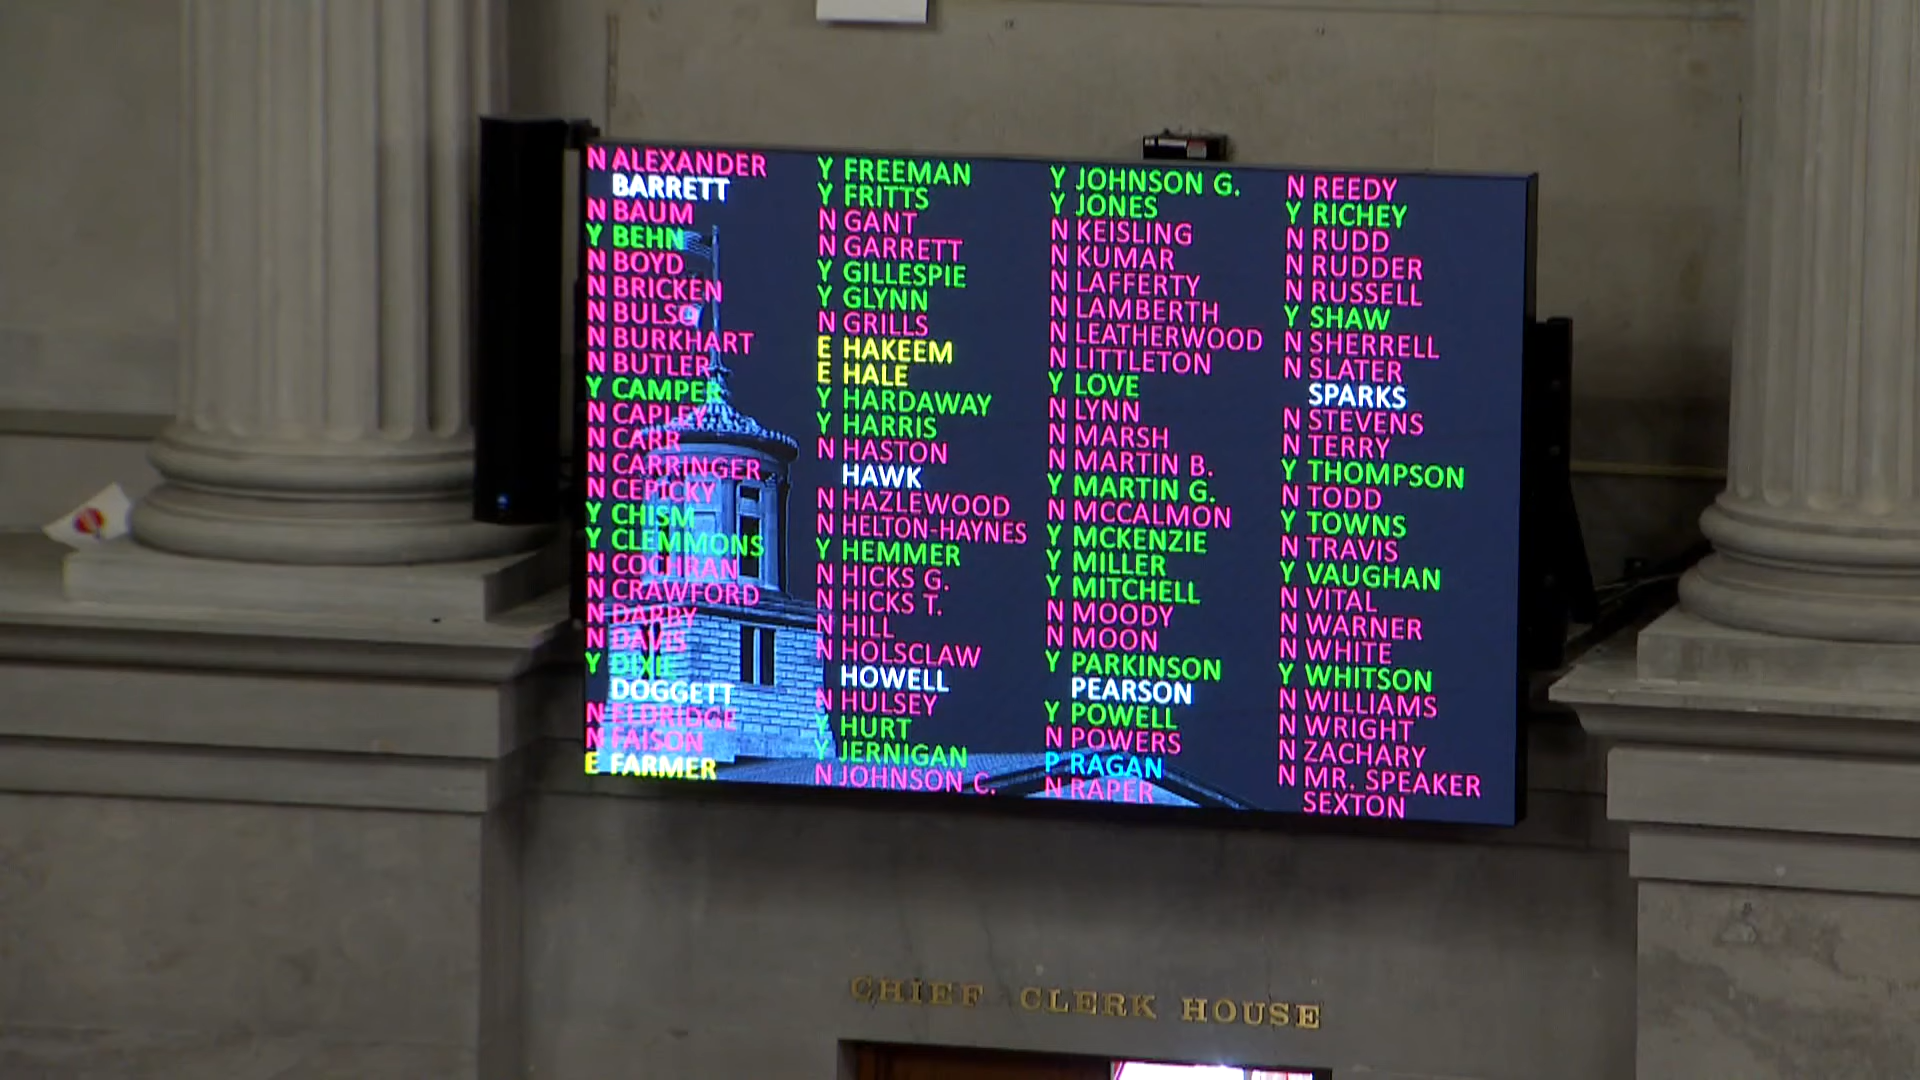 N ALEXANDER
BARRETT
N BAUM
Y BEHN
N BOYD
N BRICKEN
N BULSO
N BURKHART
N BUTLER
Y CAMPER
N CAPLEY
N CARR
N CARRINGER
N CEPICKY
Y CHISM
Y CLEMMONS
N COCHRAN
N CRAWFORD
N DARBY
N DAVIS
Y DIXIE
DOGGETT
N ELDRIDGE
N FAISON
E FARMER
Y FREEMAN
Y FRITTS
N GANT
N GARRETT
Y GILLESPIE
Y GLYNN
N GRILLS
E HAKEEM
E HALE
Y HARDAWAY
Y HARRIS
N HASTON
HAWK
N HAZLEWOOD
N HELTON-HAYNES
Y HEMMER
N HICKS G.
N HICKS T.
N HILL
N HOLSCLAW
HOWELL
N HULSEY
Y HURT
Y JERNIGAN
N JOHNSON C.
Y JOHNSON G.
Y JONES
N KEISLING
N KUMAR
N LAFFERTY
N LAMBERTH
N LEATHERWOOD
N LITTLETON
Y LOVE
N LYNN
N MARSH
N MARTIN B.
Y MARTIN G.
N MCCALMON
Y MCKENZIE
Y MILLER
Y MITCHELL
N MOODY
N MOON
Y PARKINSON
PEARSON
Y POWELL
N POWERS
P RAGAN
N RAPER
N REEDY
Y RICHEY
N RUDD
N RUDDER
N RUSSELL
Y SHAW
N SHERRELL
N SLATER
SPARKS
N STEVENS
N TERRY
Y THOMPSON
N TODD
Y TOWNS
N TRAVIS
Y VAUGHAN
N VITAL
N WARNER
N WHITE
Y WHITSON
N WILLIAMS
N WRIGHT
N ZACHARY
N MR. SPEAKER
SEXTON
CHIEF CLERK HOUSE